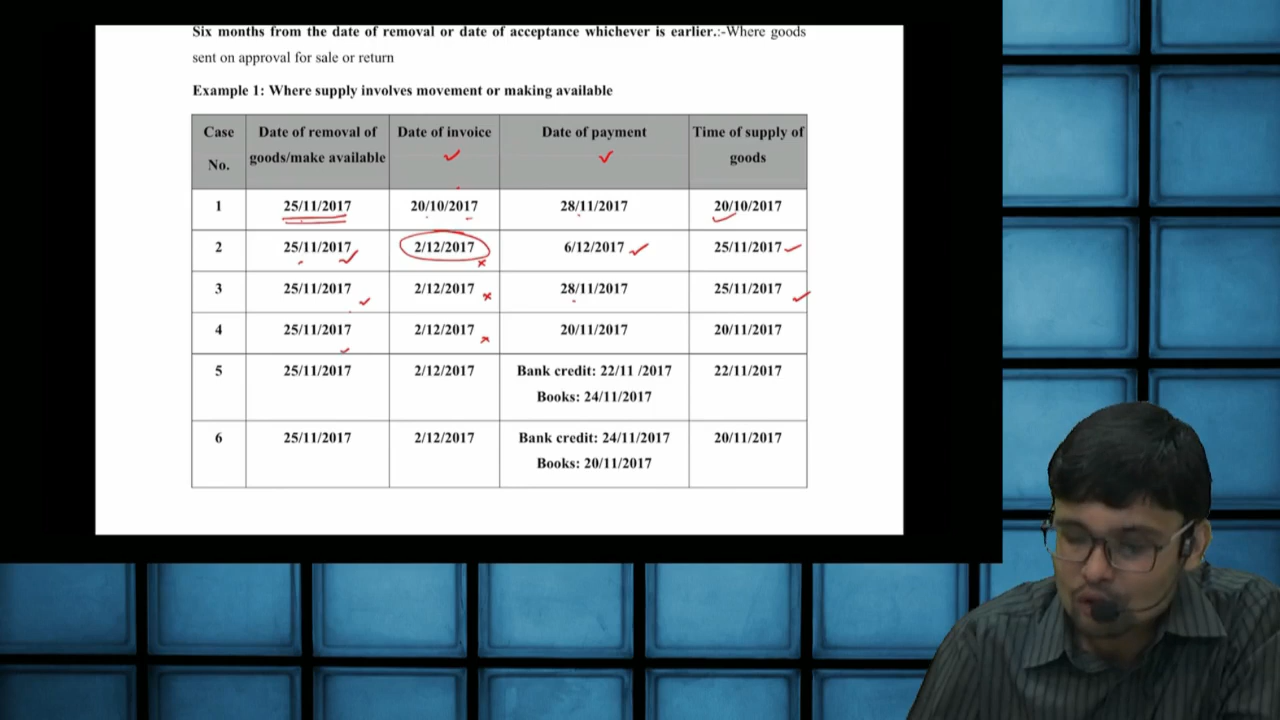 Six months from the date of removal or date of acceptance whichever is earlier.:-Where goods
sent on approval for sale or return
Example 1: Where supply involves movement or making available
Case No. Date of removal of goods/make available Date of invoice Date of payment Time of supply of goods
1 25/11/2017 20/10/2017 28/11/2017 20/10/2017
2 25/11/2017 2/12/2017 6/12/2017 25/11/2017
3 25/11/2017 2/12/2017 28/11/2017 25/11/2017
4 25/11/2017 2/12/2017 20/11/2017 20/11/2017
5 25/11/2017 2/12/2017 Bank credit: 22/11 /2017 Books: 24/11/2017 22/11/2017
6 25/11/2017 2/12/2017 Bank credit: 24/11/2017 Books: 20/11/2017 20/11/2017